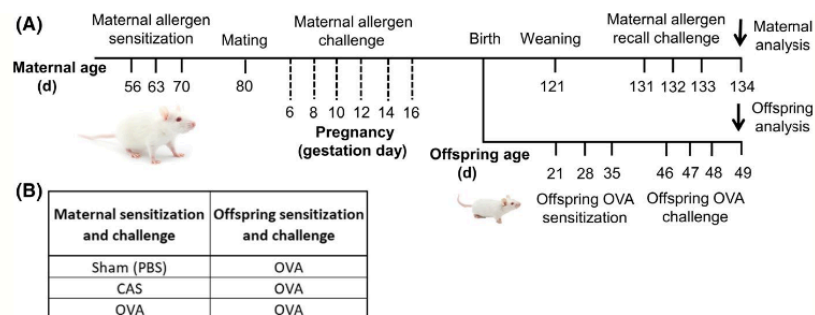 (A)
Maternal allergen
sensitization
Mating
Maternal allergen
challenge
Birth
Weaning
Maternal allergen
recall challenge
Maternal
analysis
Maternal age
(d)
56 63 70
80
121
131 132 133 134
6 8 10 12 14 16
Pregnancy
(gestation day)
Offspring
analysis
Offspring age
(d)
21 28 35
46 47 48 49
Offspring OVA
sensitization
Offspring OVA
challenge
(B)
Maternal sensitization
and challenge
Offspring sensitization
and challenge
Sham (PBS) OVA
CAS OVA
OVA OVA